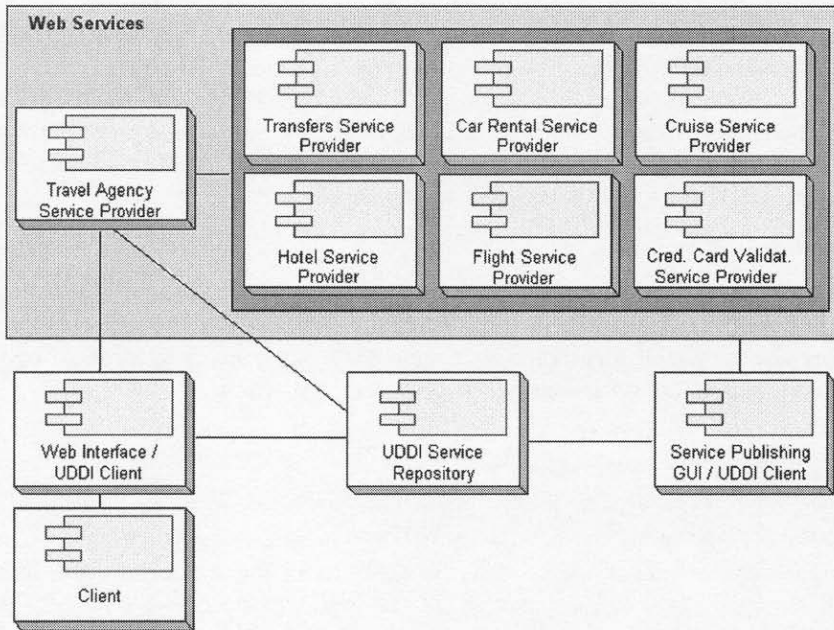 Web Services
Transfers Service
Provider
Car Rental Service
Provider
Cruise Service
Provider
Travel Agency
Service Provider
Hotel Service
Provider
Flight Service
Provider
Cred. Card Validat.
Service Provider
Web Interface /
UDDI Client
UDDI Service
Repository
Service Publishing
GUI / UDDI Client
Client